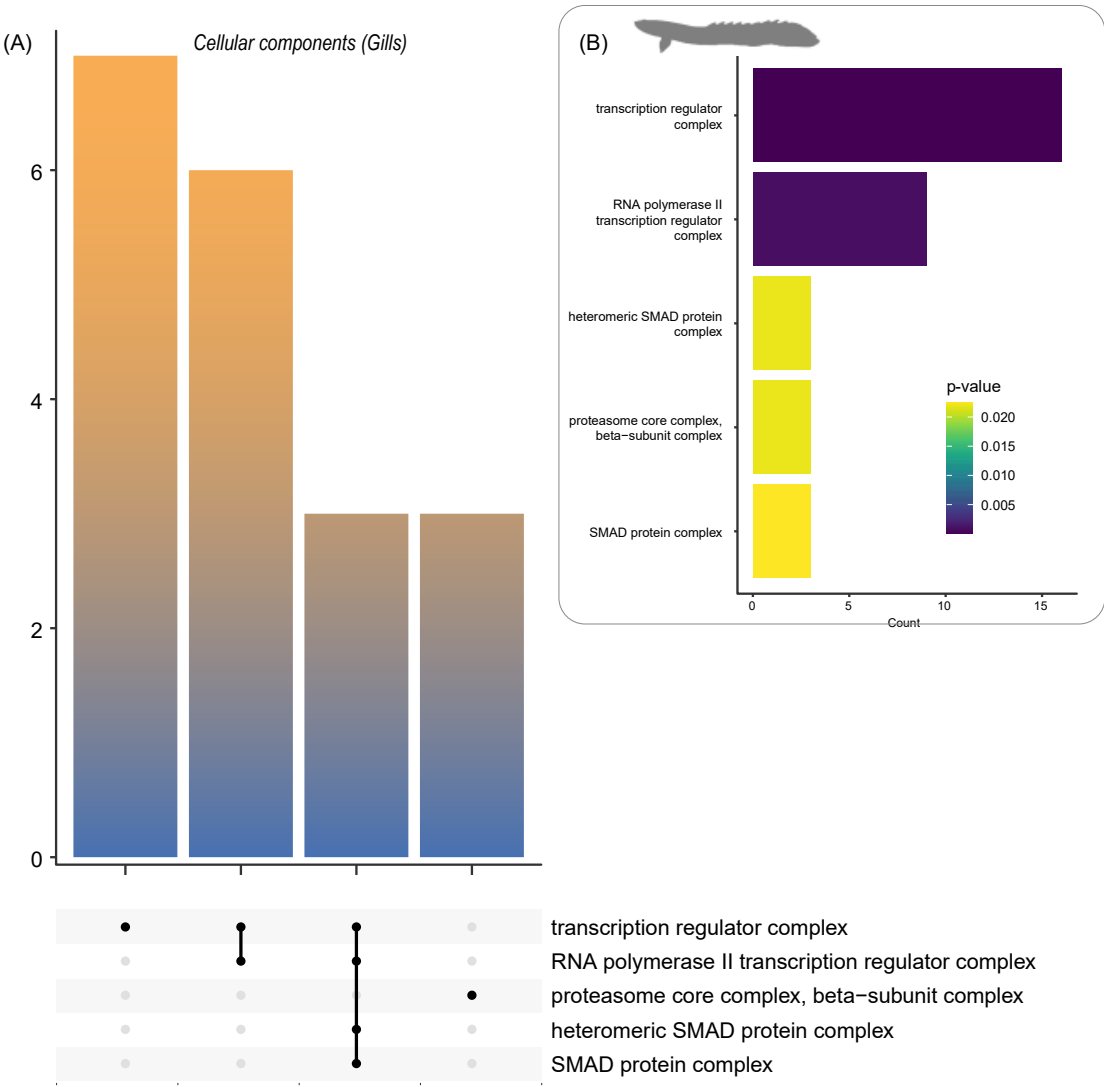 (A)
Cellular components (Gills)
6
4
2
0
transcription regulator complex
RNA polymerase II transcription regulator complex
proteasome core complex, beta−subunit complex
heteromeric SMAD protein complex
SMAD protein complex
(B)
transcription regulator
complex
RNA polymerase II
transcription regulator
complex
heteromeric SMAD protein
complex
proteasome core complex,
beta−subunit complex
SMAD protein complex
p-value
0.020
0.015
0.010
0.005
0 5 10 15
Count